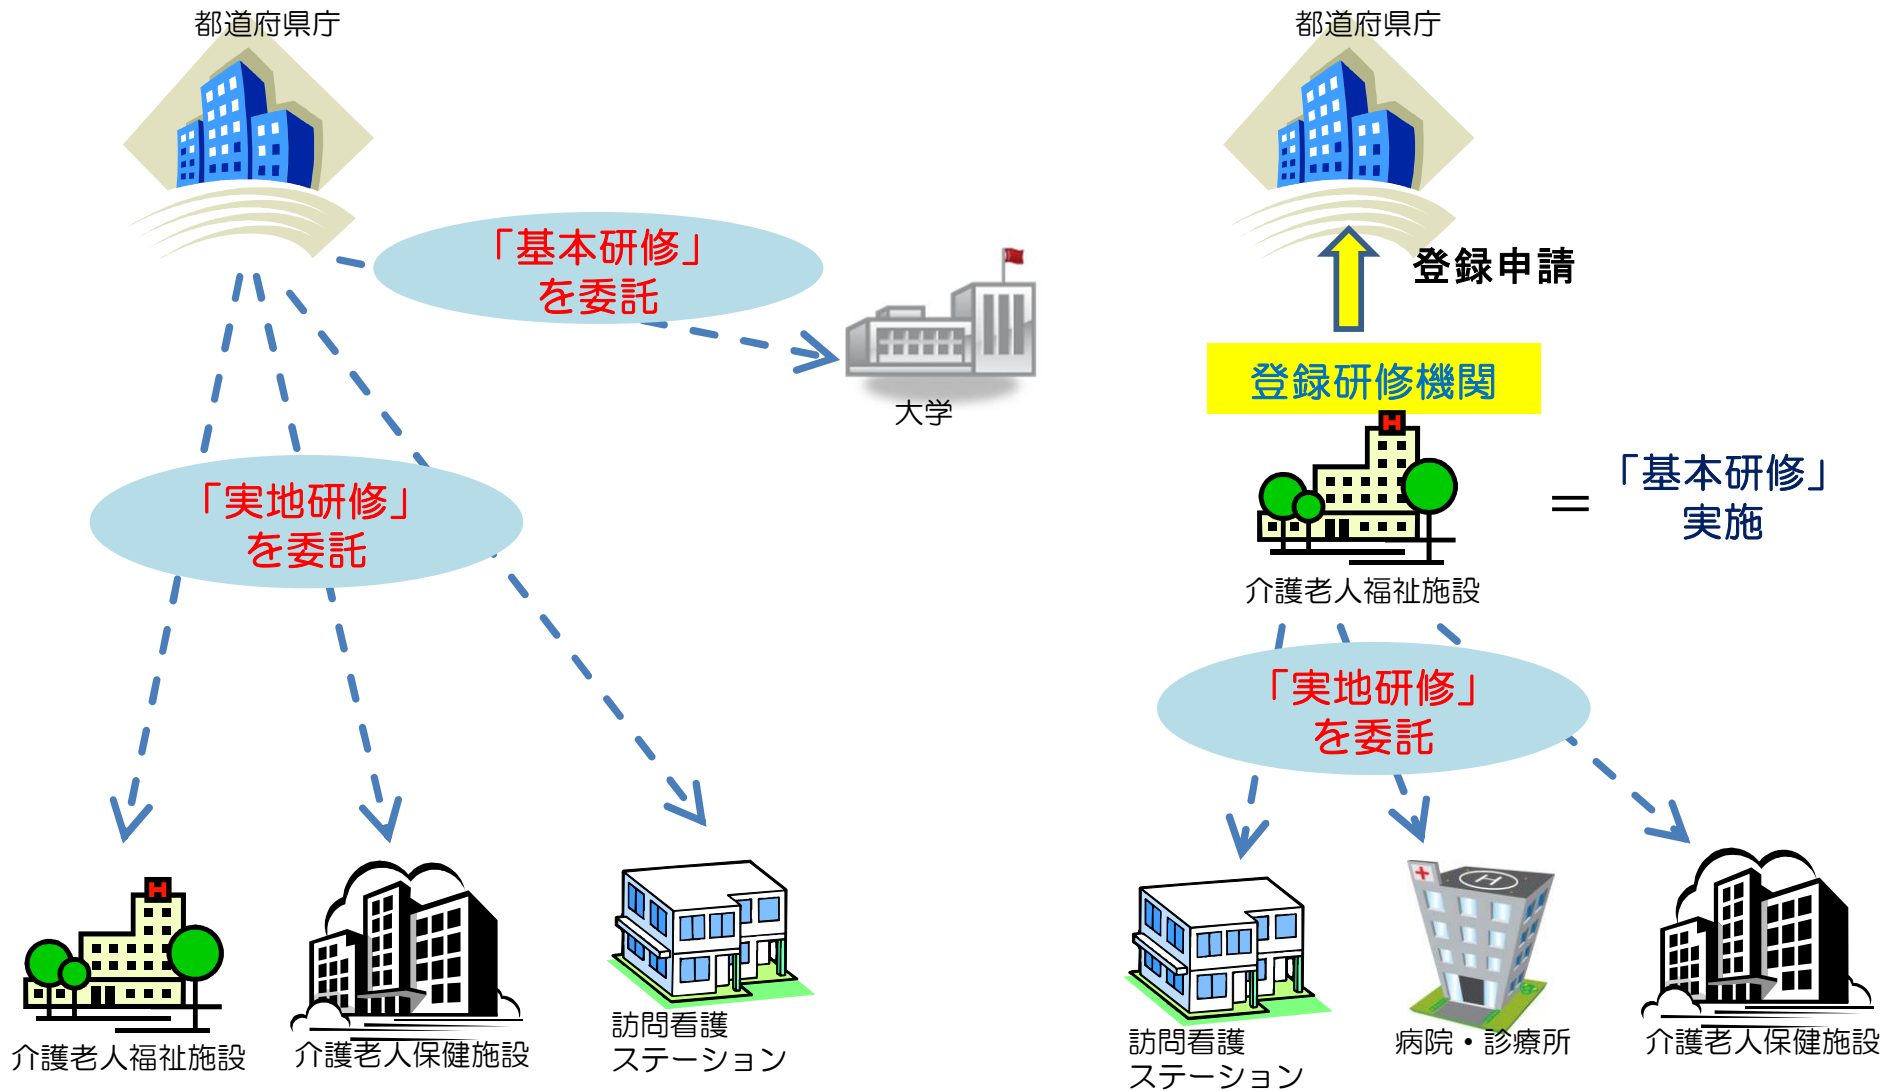 都道府県庁
「基本研修」
を委託
大学
「実地研修」
を委託
介護老人福祉施設
介護老人保健施設
訪問看護
ステーション
都道府県庁
登録申請
登録研修機関
H
介護老人福祉施設
＝
「基本研修」
実施
「実地研修」
を委託
訪問看護
ステーション
H
病院・診療所
介護老人保健施設
H